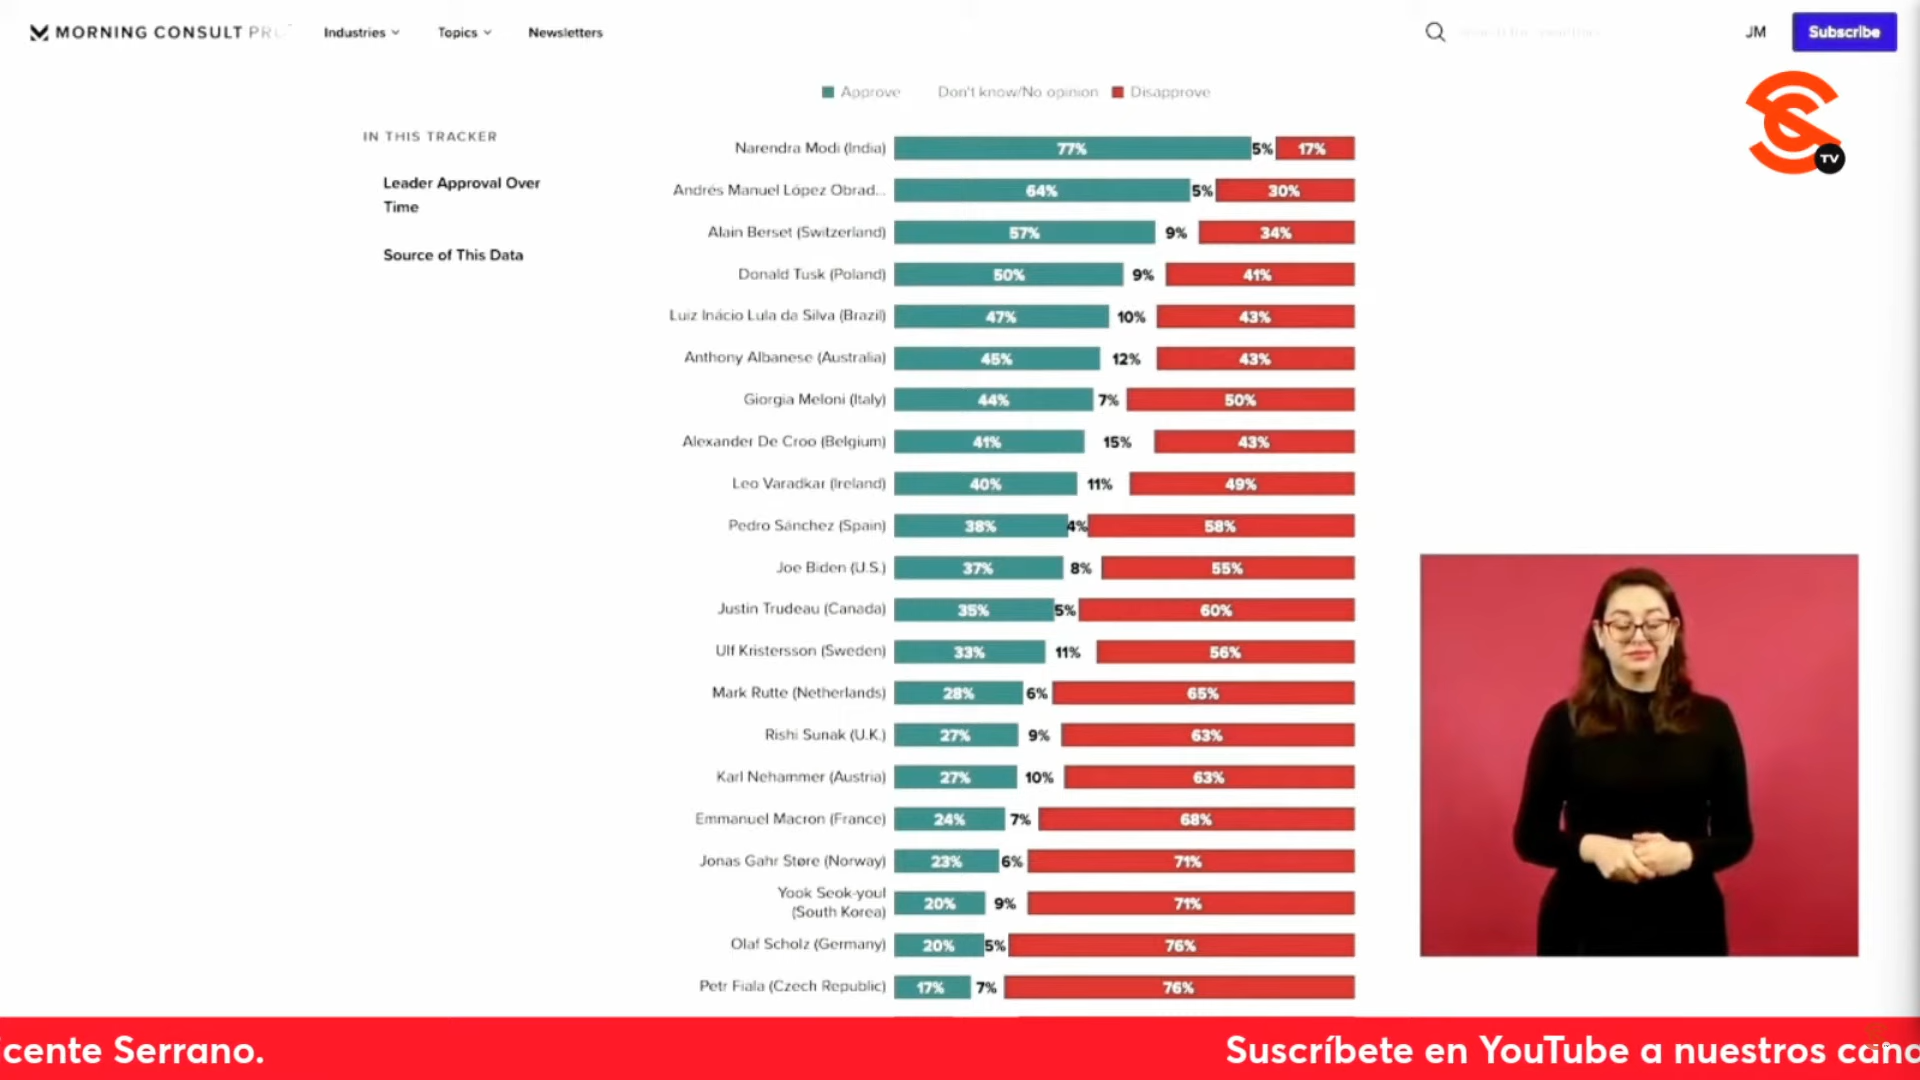 MORNING CONSULT PRO
Industries
Topics
Newsletters
JM
Subscribe
TV
Approve
Don't know/No opinion
Disapprove
IN THIS TRACKER
Leader Approval Over
Time
Source of This Data
Narendra Modi (India) 77% 5% 17%
Andrés Manuel López Obrad... 64% 5% 30%
Alain Berset (Switzerland) 57% 9% 34%
Donald Tusk (Poland) 50% 9% 41%
Luiz Inácio Lula da Silva (Brazil) 47% 10% 43%
Anthony Albanese (Australia) 45% 12% 43%
Giorgia Meloni (Italy) 44% 7% 50%
Alexander De Croo (Belgium) 41% 15% 43%
Leo Varadkar (Ireland) 40% 11% 49%
Pedro Sánchez (Spain) 38% 4% 58%
Joe Biden (U.S.) 37% 8% 55%
Justin Trudeau (Canada) 35% 5% 60%
Ulf Kristersson (Sweden) 33% 11% 56%
Mark Rutte (Netherlands) 28% 6% 65%
Rishi Sunak (U.K.) 27% 9% 63%
Karl Nehammer (Austria) 27% 10% 63%
Emmanuel Macron (France) 24% 7% 68%
Jonas Gahr Støre (Norway) 23% 6% 71%
Yook Seok-youl
(South Korea) 20% 9% 71%
Olaf Scholz (Germany) 20% 5% 76%
Petr Fiala (Czech Republic) 17% 7% 76%
icente Serrano.
Suscríbete en YouTube a nuestros cana